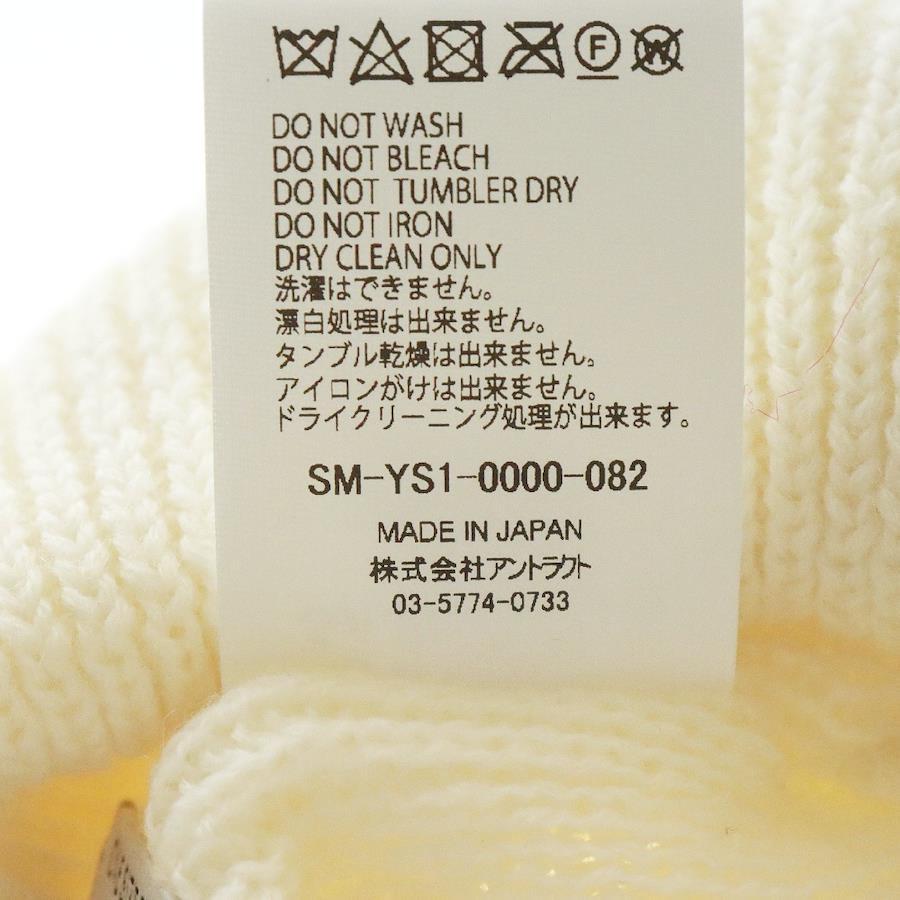 F
W
DO NOT WASH
DO NOT BLEACH
DO NOT TUMBLER DRY
DO NOT IRON
DRY CLEAN ONLY
洗濯はできません。
漂白処理は出来ません。
タンブル乾燥は出来ません。
アイロンがけは出来ません。
ドライクリーニング処理が出来ます。
SM-YS1-0000-082
MADE IN JAPAN
株式会社アントラクト
03-5774-0733